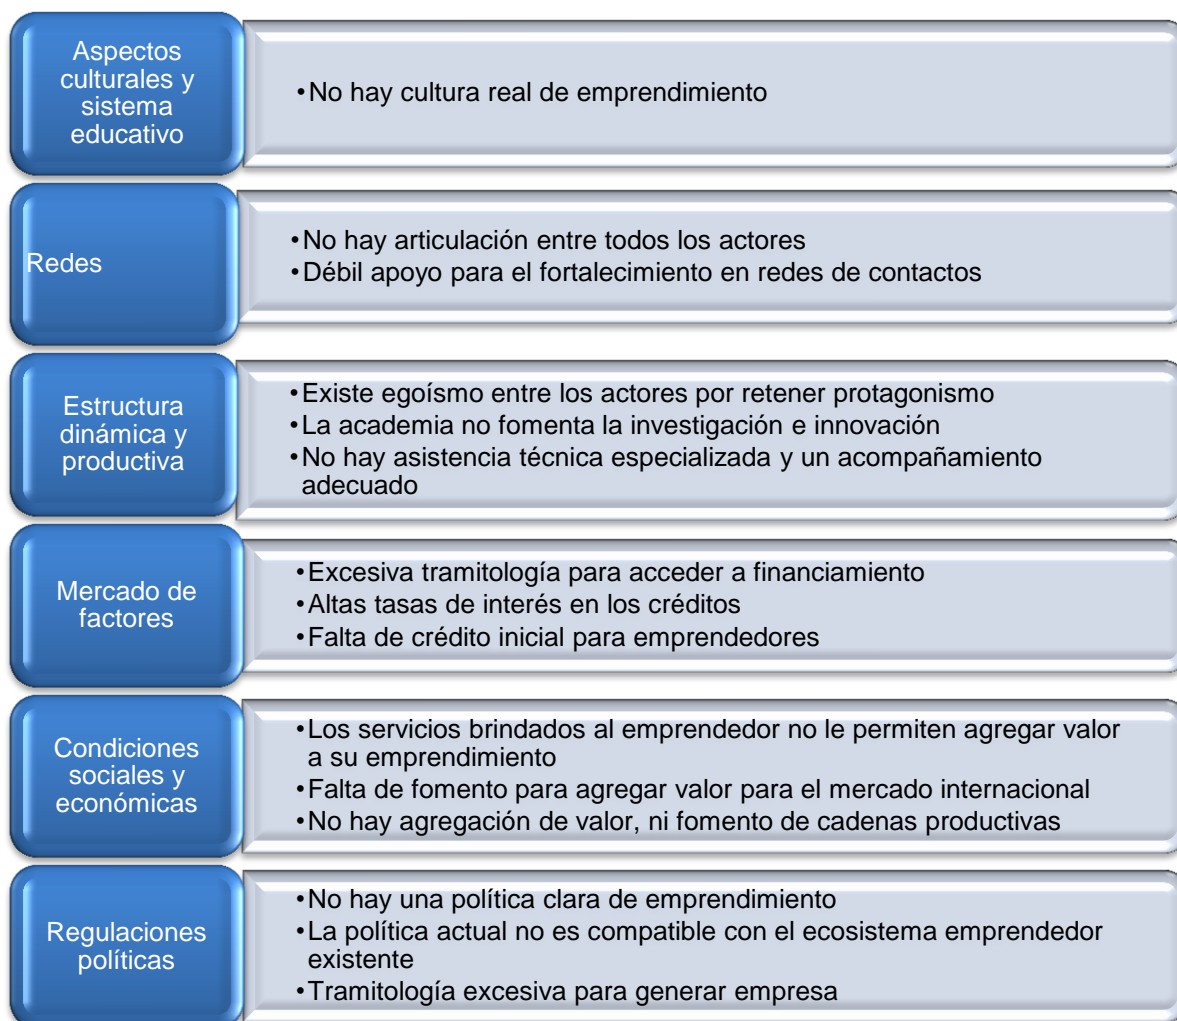 Aspectos
culturales y
sistema
educativo
•No hay cultura real de emprendimiento
Redes
•No hay articulación entre todos los actores
•Débil apoyo para el fortalecimiento en redes de contactos
Estructura
dinámica y
productiva
•Existe egoísmo entre los actores por retener protagonismo
•La academia no fomenta la investigación e innovación
•No hay asistencia técnica especializada y un acompañamiento
adecuado
Mercado de
factores
•Excesiva tramitología para acceder a financiamiento
•Altas tasas de interés en los créditos
•Falta de crédito inicial para emprendedores
Condiciones
sociales y
económicas
•Los servicios brindados al emprendedor no le permiten agregar valor
a su emprendimiento
•Falta de fomento para agregar valor para el mercado internacional
•No hay agregación de valor, ni fomento de cadenas productivas
Regulaciones
políticas
•No hay una política clara de emprendimiento
•La política actual no es compatible con el ecosistema emprendedor
existente
•Tramitología excesiva para generar empresa